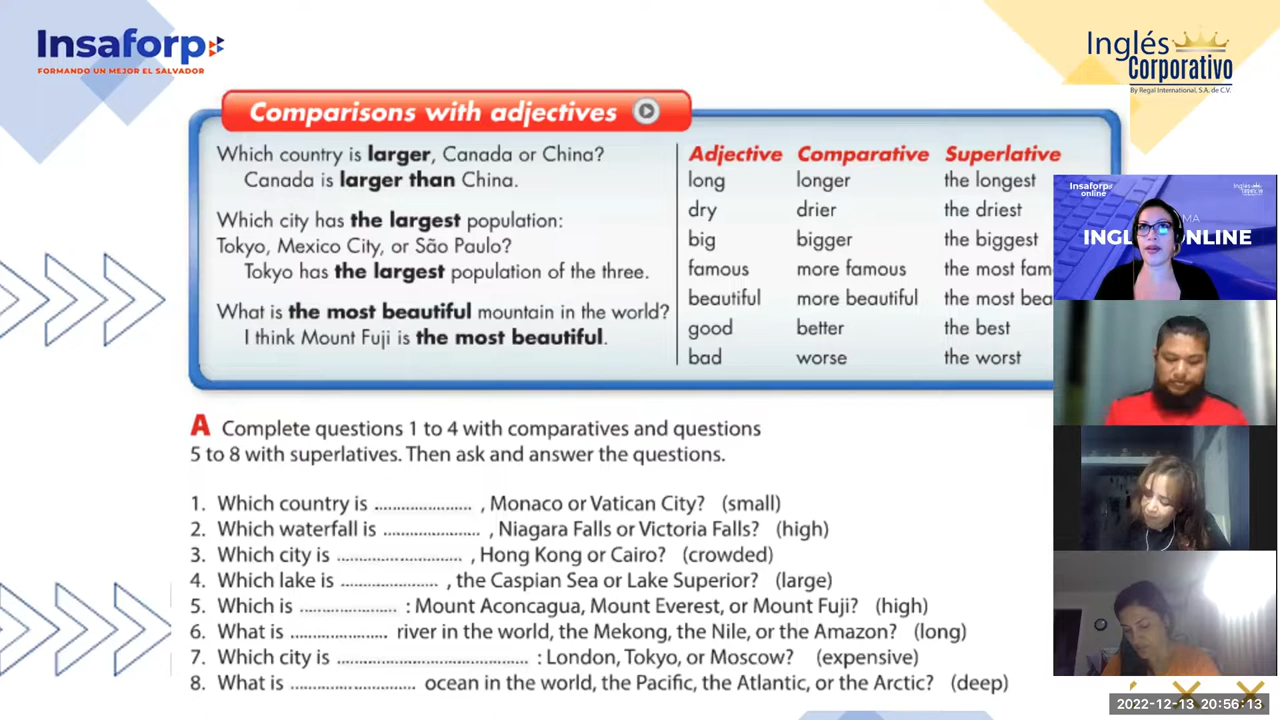 Insaforp
FORMANDO UN MEJOR EL SALVADOR
Inglés
Corporativo
By Regal International, S.A. de C.V.
Comparisons with adjectives
Which country is larger, Canada or China?
Canada is larger than China.
Which city has the largest population:
Tokyo, Mexico City, or São Paulo?
Tokyo has the largest population of the three.
What is the most beautiful mountain in the world?
I think Mount Fuji is the most beautiful.
Adjective Comparative Superlative
long longer the longest
dry drier the driest
big bigger the biggest
famous more famous the most fam
beautiful more beautiful the most bea
good better the best
bad worse the worst
Insaforp
online
INGL ONLINE
A Complete questions 1 to 4 with comparatives and questions
5 to 8 with superlatives. Then ask and answer the questions.
1. Which country is ..................... , Monaco or Vatican City? (small)
2. Which waterfall is ..................... , Niagara Falls or Victoria Falls? (high)
3. Which city is ........................... , Hong Kong or Cairo? (crowded)
4. Which lake is ..................... , the Caspian Sea or Lake Superior? (large)
5. Which is ..................... : Mount Aconcagua, Mount Everest, or Mount Fuji? (high)
6. What is ..................... river in the world, the Mekong, the Nile, or the Amazon? (long)
7. Which city is ......................................... : London, Tokyo, or Moscow? (expensive)
8. What is ........................... ocean in the world, the Pacific, the Atlantic, or the Arctic? (deep)
2022-12-13 20:56:13